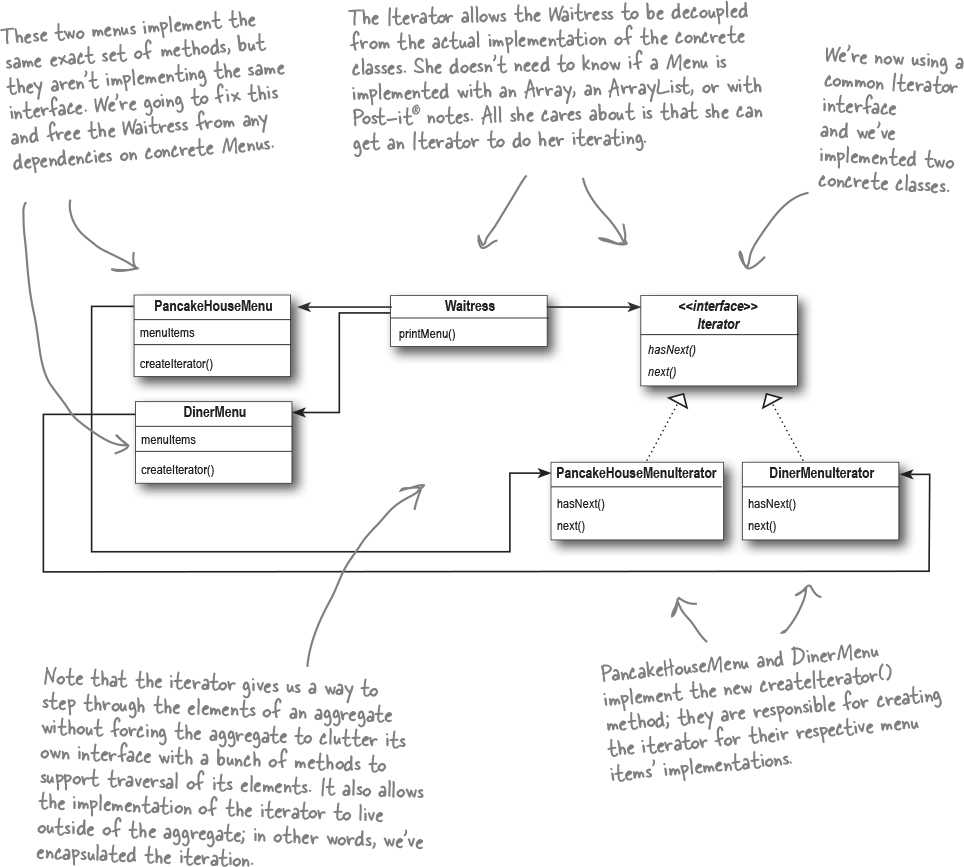 These two menus implement the
same exact set of methods, but
they aren't implementing the same
interface. We're going to fix this
and free the Waitress from any
dependencies on concrete Menus.
The Iterator allows the Waitress to be decoupled
from the actual implementation of the concrete
classes. She doesn't need to know if a Menu is
implemented with an Array, an ArrayList, or with
Post-it® notes. All she cares about is that she can
get an Iterator to do her iterating.
We're now using a
common Iterator
interface
and we've
implemented two
concrete classes.
PancakeHouseMenu
menuItems
createIterator()
Waitress
printMenu()
<<interface>>
Iterator
hasNext()
next()
DinerMenu
menuItems
createIterator()
PancakeHouseMenuIterator
hasNext()
next()
DinerMenuIterator
hasNext()
next()
Note that the iterator gives us a way to
step through the elements of an aggregate
without forcing the aggregate to clutter its
own interface with a bunch of methods to
support traversal of its elements. It also allows
the implementation of the iterator to live
outside of the aggregate; in other words, we've
encapsulated the iteration.
PancakeHouseMenu and DinerMenu
implement the new createIterator()
method; they are responsible for creating
the iterator for their respective menu
items' implementations.